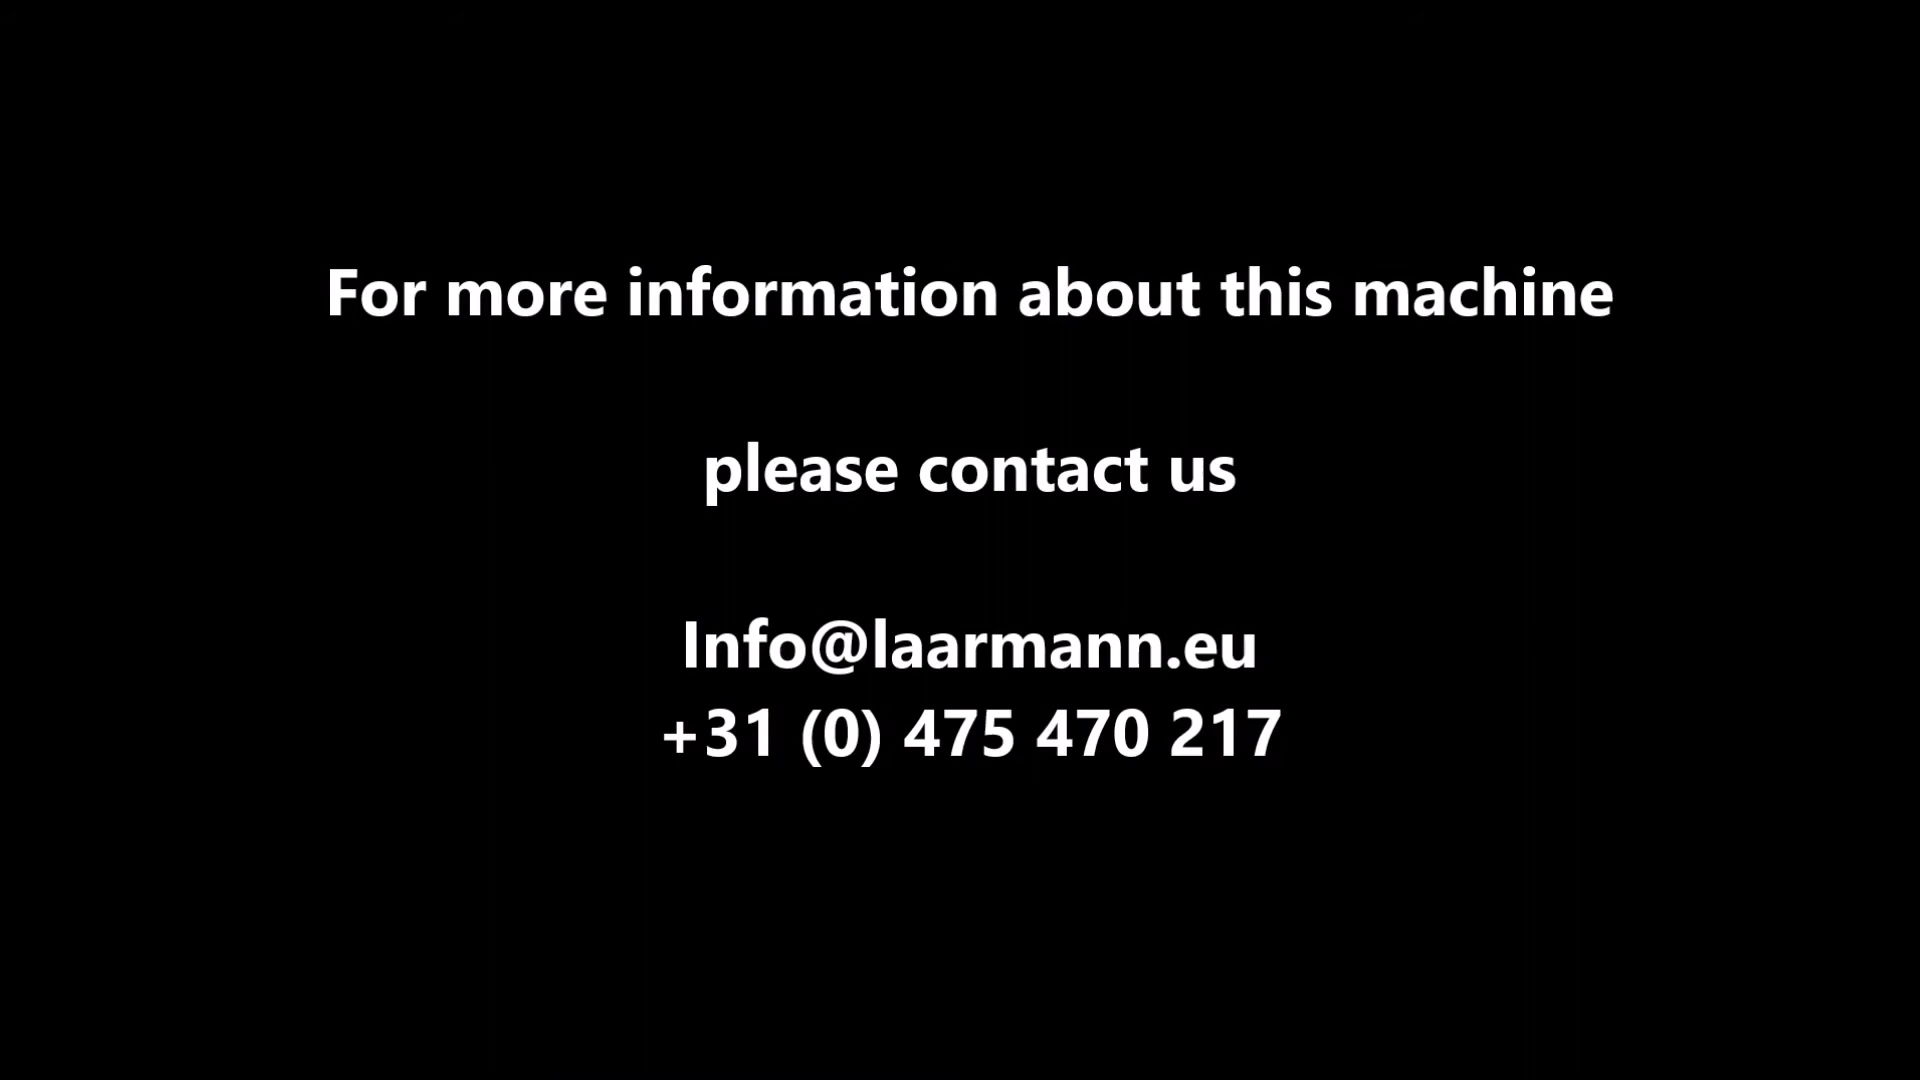 For more information about this machine
please contact us
Info@laarmann.eu
+31 (0) 475 470 217